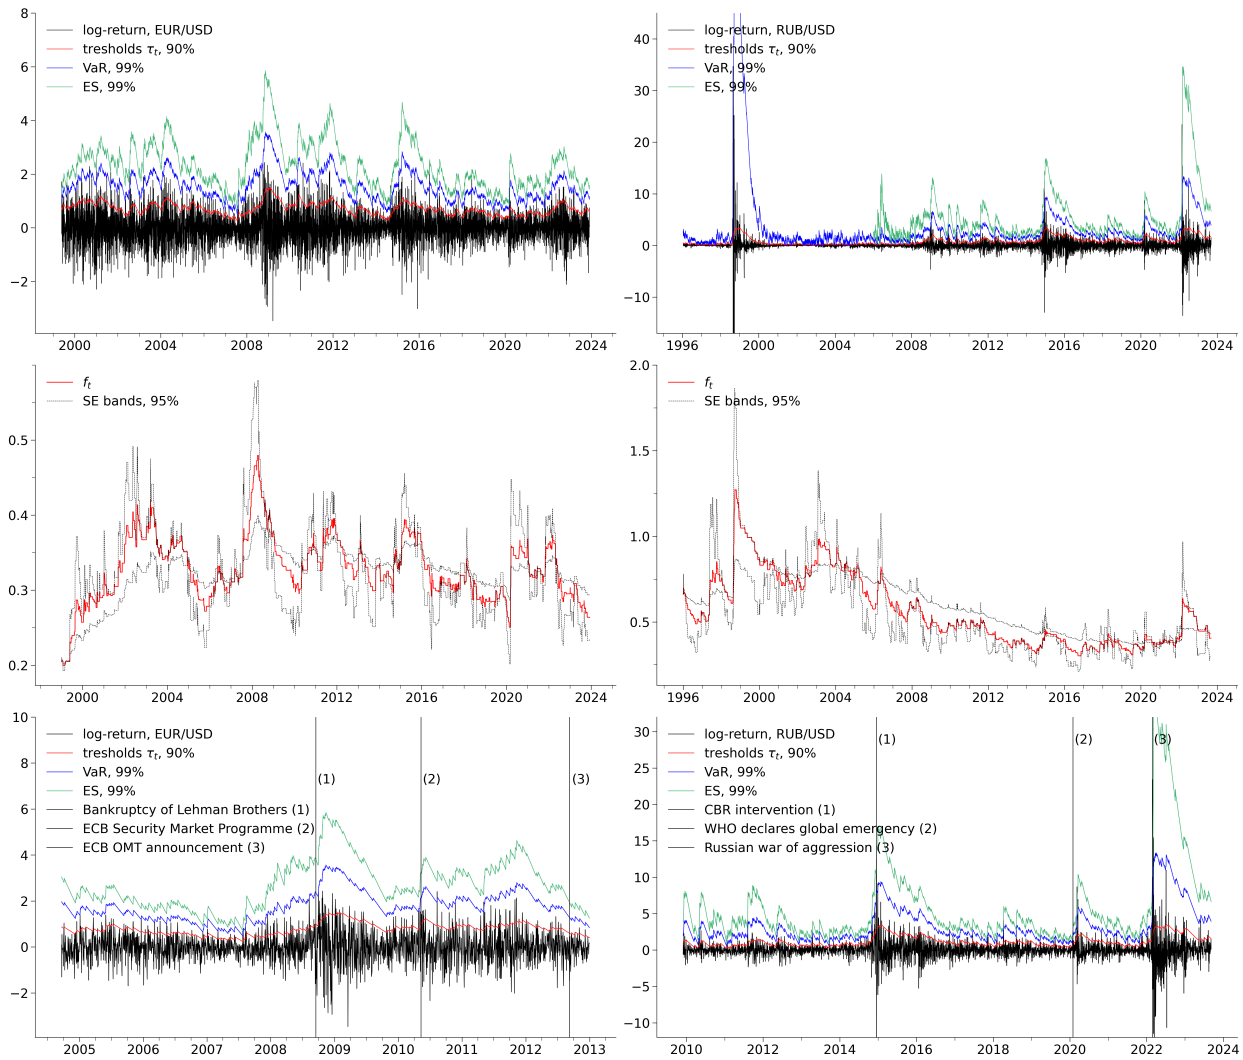 log-return, EUR/USD
tresholds τt, 90%
VaR, 99%
ES, 99%
8
6
4
2
0
−2
2000 2004 2008 2012 2016 2020 2024
log-return, RUB/USD
tresholds τt, 90%
VaR, 99%
ES, 99%
40
30
20
10
0
−10
1996 2000 2004 2008 2012 2016 2020 2024
ft
SE bands, 95%
0.5
0.4
0.3
0.2
2000 2004 2008 2012 2016 2020 2024
ft
SE bands, 95%
2.0
1.5
1.0
0.5
1996 2000 2004 2008 2012 2016 2020 2024
log-return, EUR/USD
tresholds τt, 90%
VaR, 99%
ES, 99%
Bankruptcy of Lehman Brothers (1)
ECB Security Market Programme (2)
ECB OMT announcement (3)
(1) (2) (3)
10
8
6
4
2
0
−2
2005 2006 2007 2008 2009 2010 2011 2012 2013
log-return, RUB/USD
tresholds τt, 90%
VaR, 99%
ES, 99%
CBR intervention (1)
WHO declares global emergency (2)
Russian war of aggression (3)
(1) (2) (3)
30
25
20
15
10
5
0
−5
−10
2010 2012 2014 2016 2018 2020 2022 2024